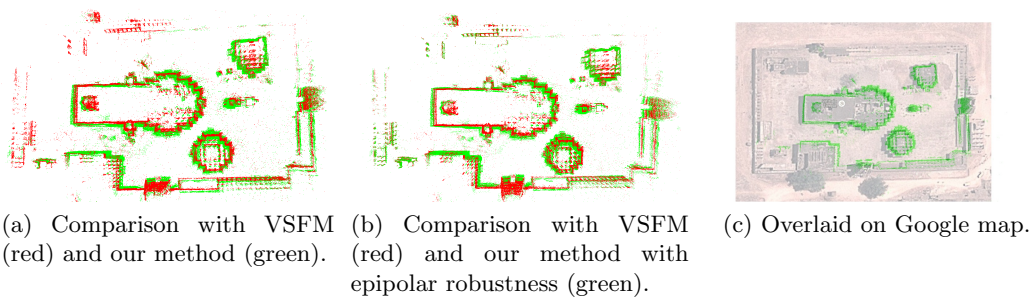 (a) Comparison with VSFM
(red) and our method (green).
(b) Comparison with VSFM
(red) and our method with
epipolar robustness (green).
(c) Overlaid on Google map.